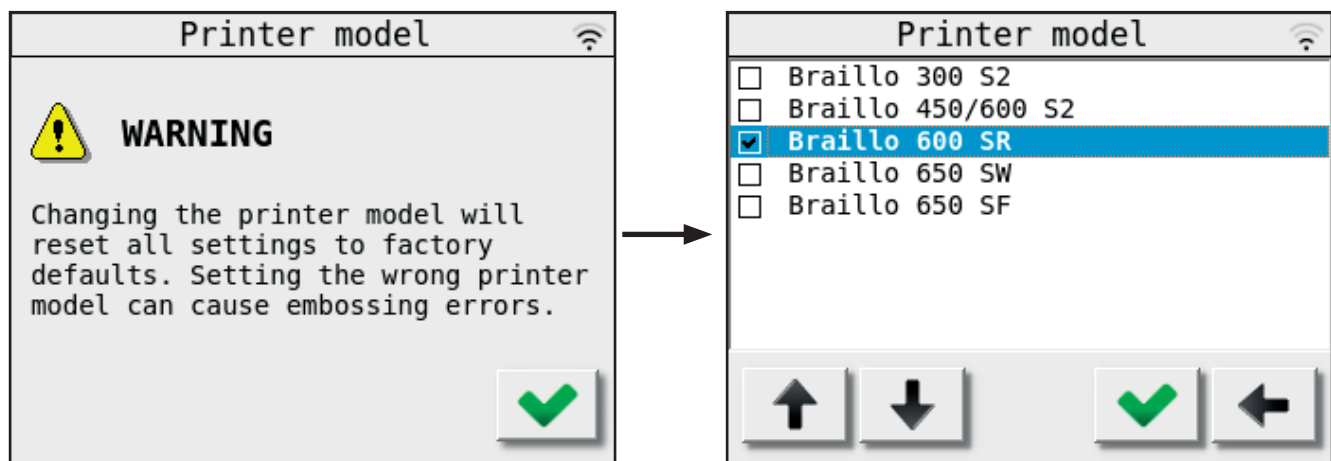 Printer model
WARNING
Changing the printer model will
reset all settings to factory
defaults. Setting the wrong printer
model can cause embossing errors.
Printer model
Braillo 300 S2
Braillo 450/600 S2
Braillo 600 SR
Braillo 650 SW
Braillo 650 SF